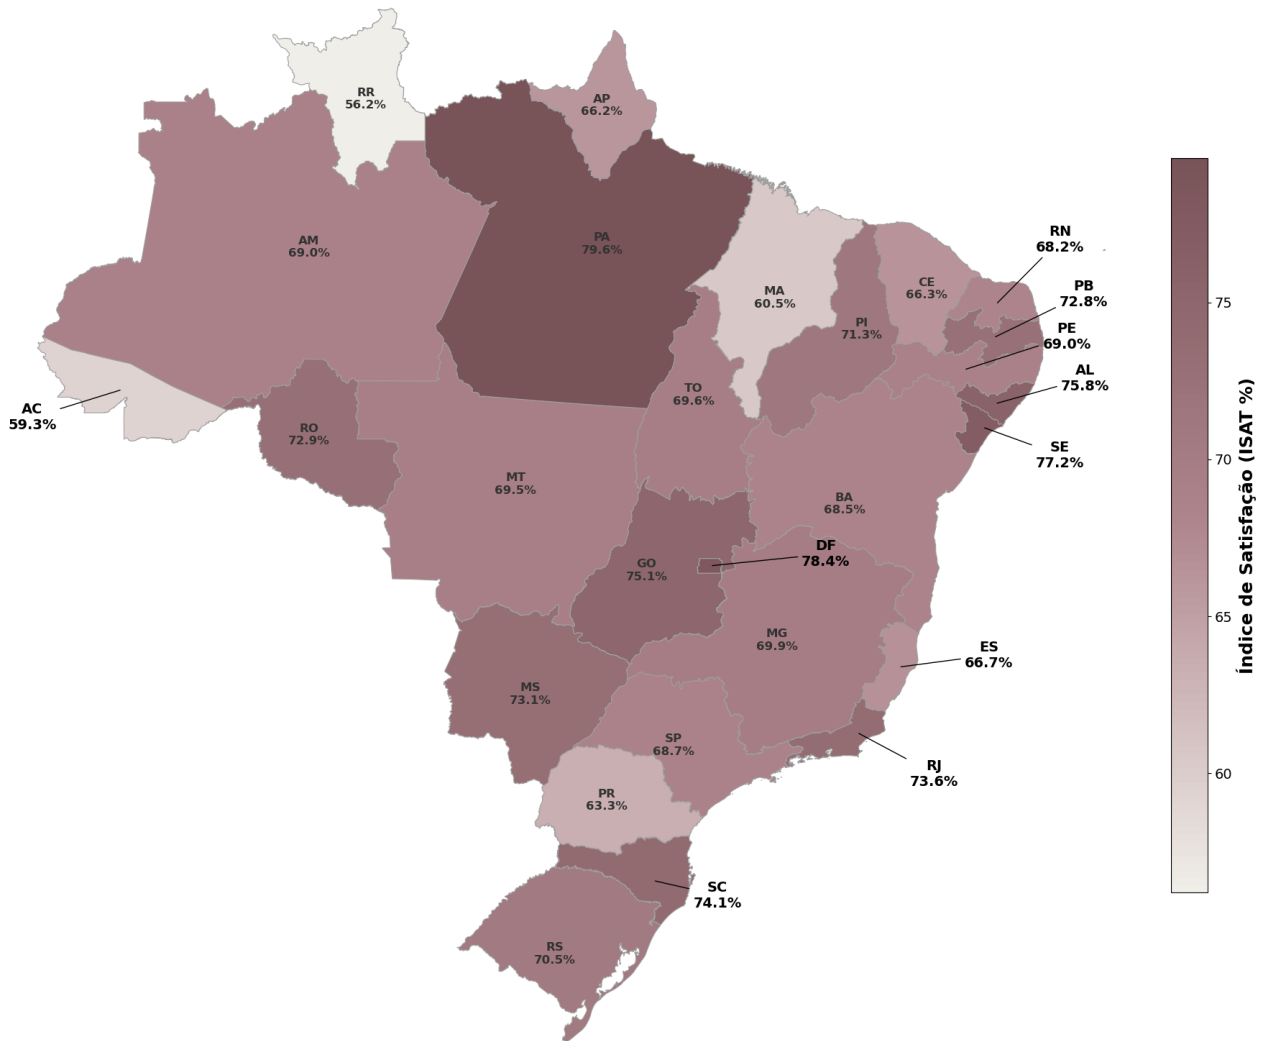 RR
56.2%
AP
66.2%
AM
69.0%
PA
79.6%
RN
68.2%
MA
60.5%
CE
66.3%
PB
72.8%
PI
71.3%
PE
69.0%
AC
59.3%
TO
69.6%
AL
75.8%
RO
72.9%
SE
77.2%
MT
69.5%
BA
68.5%
GO
75.1%
DF
78.4%
MG
69.9%
ES
66.7%
MS
73.1%
SP
68.7%
RJ
73.6%
PR
63.3%
SC
74.1%
RS
70.5%
75
70
65
60
Índice de Satisfação (ISAT %)